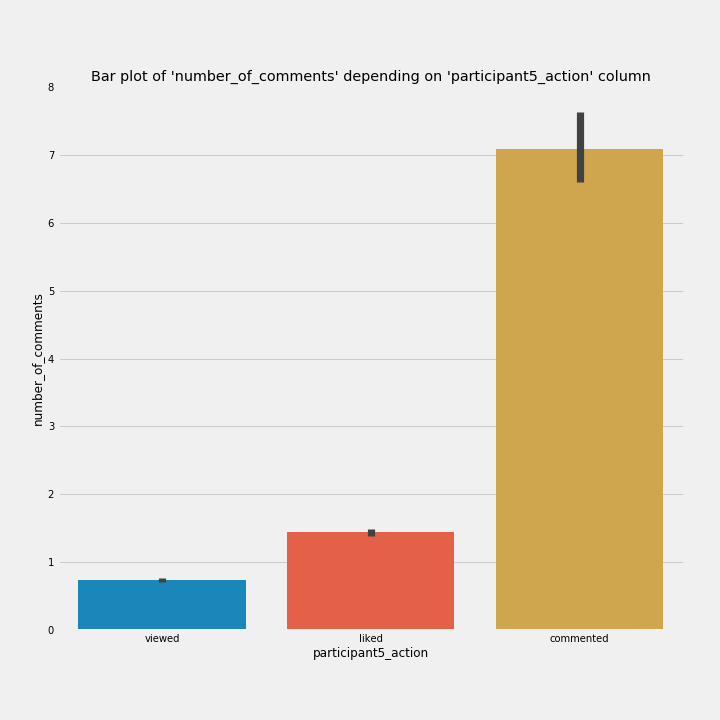 Bar plot of 'number_of_comments' depending on 'participant5_action' column
8
7
6
5
4
3
2
1
0
number_of_comments
viewed
liked
commented
participant5_action